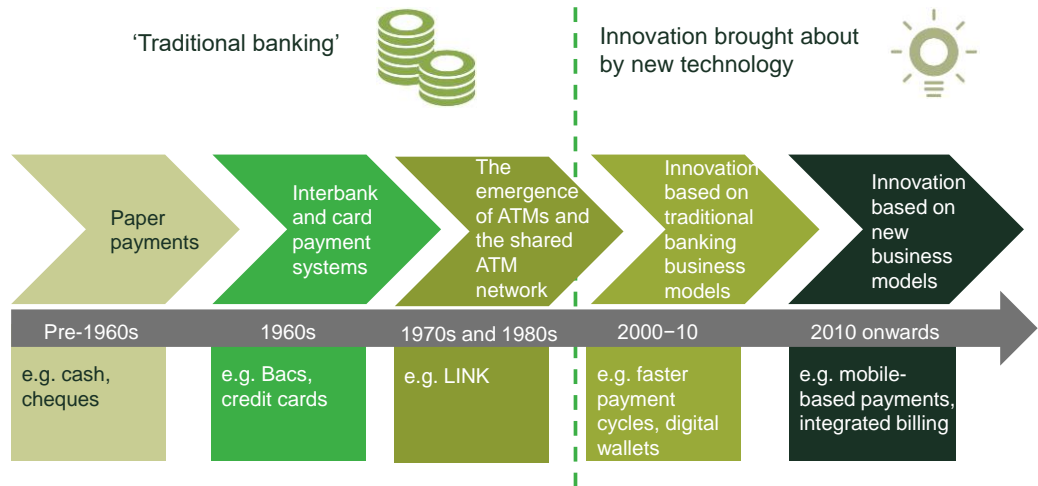 ‘Traditional banking’
Innovation brought about
by new technology
Paper
payments
Interbank
and card
payment
systems
The
emergence
of ATMs and
the shared
ATM
network
Innovation
based on
traditional
banking
business
models
Innovation
based on
new
business
models
Pre-1960s
1960s
1970s and 1980s
2000−10
2010 onwards
e.g. cash,
cheques
e.g. Bacs,
credit cards
e.g. LINK
e.g. faster
payment
cycles, digital
wallets
e.g. mobile-
based payments,
integrated billing